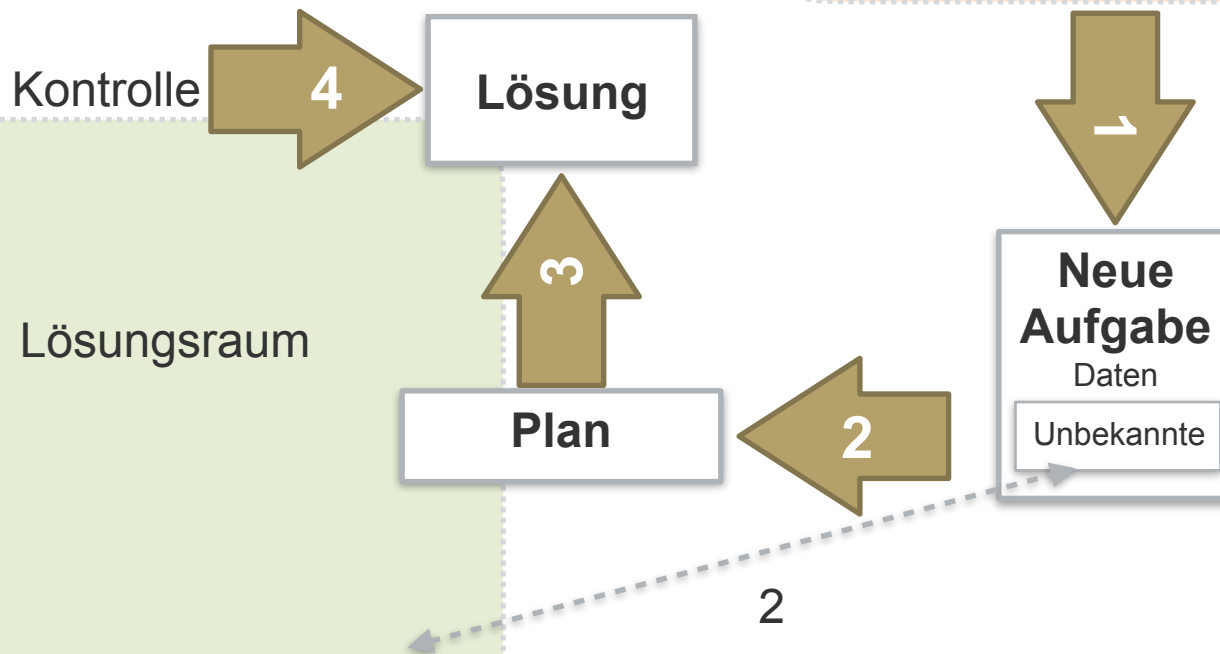 Kontrolle
4
Lösung
1
3
Neue
Aufgabe
Daten
Unbekannte
Lösungsraum
Plan
2
2